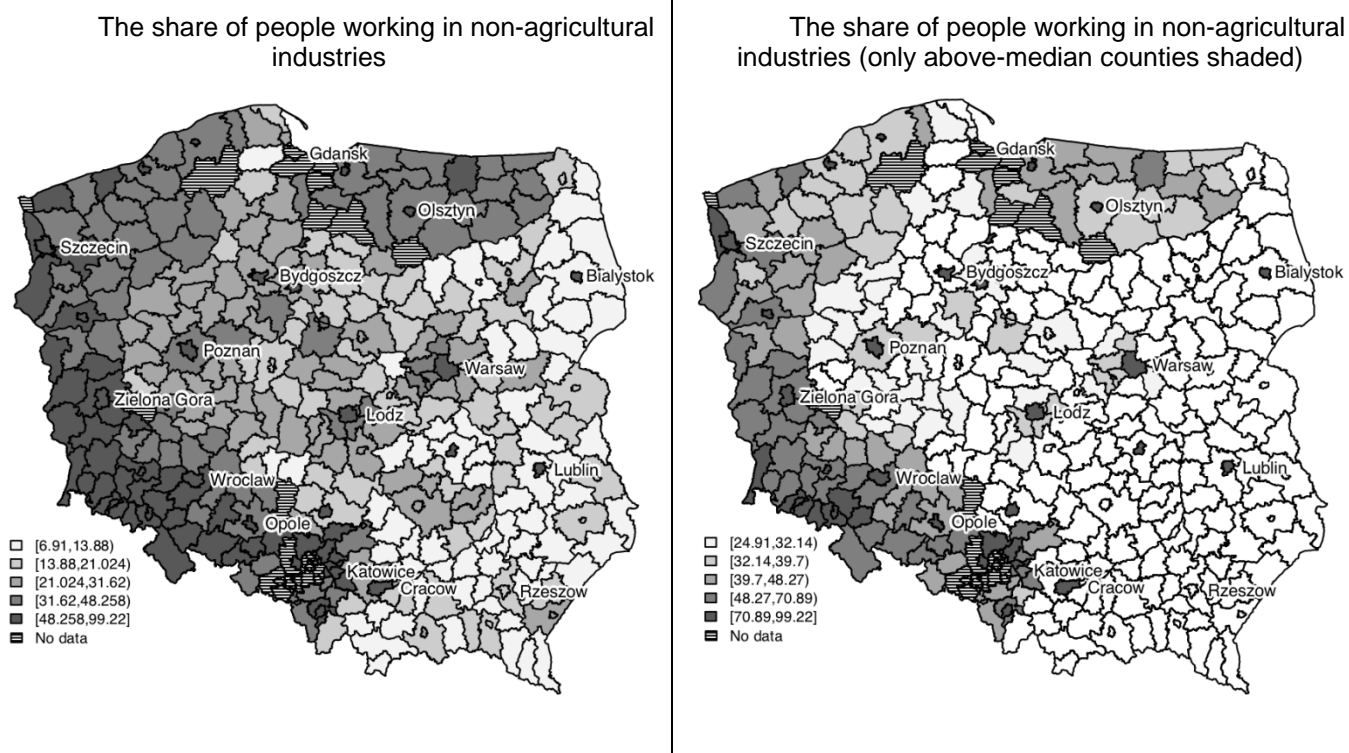 The share of people working in non-agricultural
industries
Gdansk
Olsztyn
Szczecin
Bydgoszcz
Bialystok
Poznan
Warsaw
Zielona Gora
Lodz
Wroclaw
Lublin
Opole
Katowice
Cracow
Rzeszow
[6.91,13.88)
[13.88,21.024)
[21.024,31.62)
[31.62,48.258)
[48.258,99.22]
No data
The share of people working in non-agricultural
industries (only above-median counties shaded)
Gdansk
Olsztyn
Szczecin
Bydgoszcz
Bialystok
Poznan
Warsaw
Zielona Gora
Lodz
Wroclaw
Lublin
Opole
Katowice
Cracow
Rzeszow
[24.91,32.14)
[32.14,39.7)
[39.7,48.27)
[48.27,70.89)
[70.89,99.22]
No data